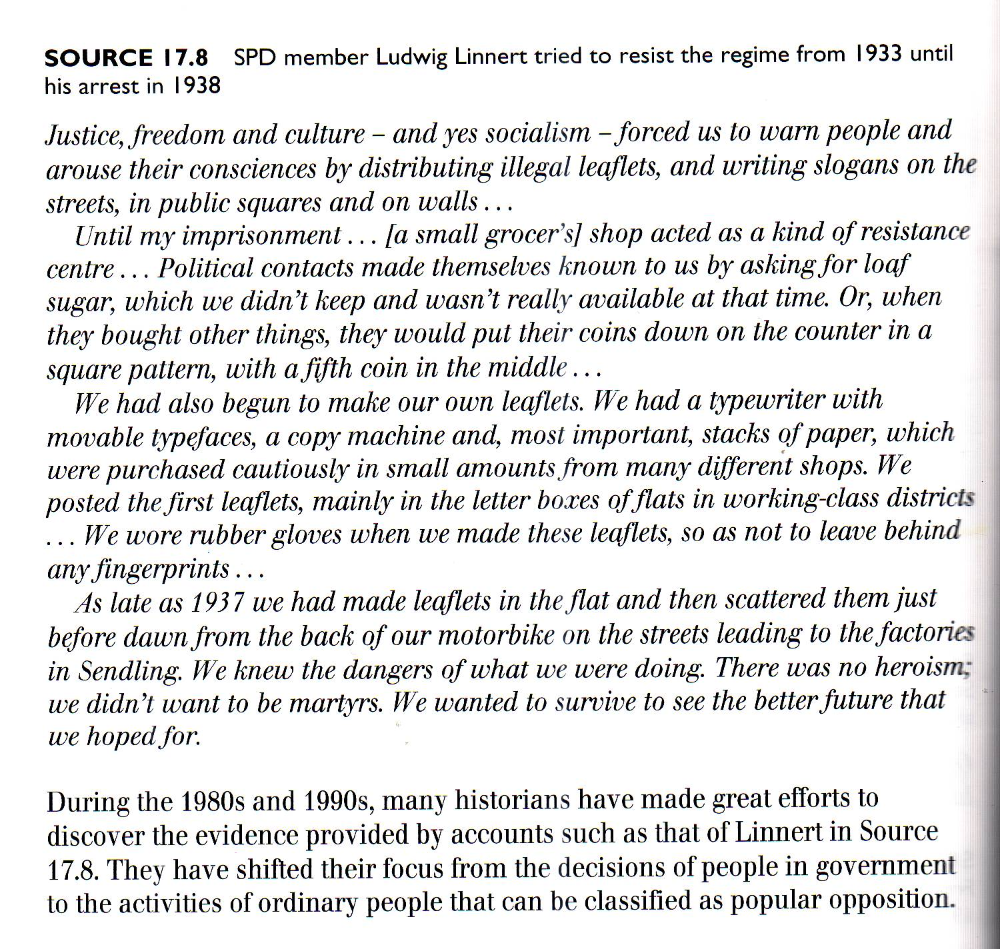 SOURCE 17.8 SPD member Ludwig Linnert tried to resist the regime from 1933 until
his arrest in 1938
Justice, freedom and culture – and yes socialism – forced us to warn people and
arouse their consciences by distributing illegal leaflets, and writing slogans on the
streets, in public squares and on walls . . .
Until my imprisonment . . . [a small grocer's] shop acted as a kind of resistance
centre . . . Political contacts made themselves known to us by asking for loaf
sugar, which we didn't keep and wasn't really available at that time. Or, when
they bought other things, they would put their coins down on the counter in a
square pattern, with a fifth coin in the middle . . .
We had also begun to make our own leaflets. We had a typewriter with
movable typefaces, a copy machine and, most important, stacks of paper, which
were purchased cautiously in small amounts from many different shops. We
posted the first leaflets, mainly in the letter boxes of flats in working-class districts
. . . We wore rubber gloves when we made these leaflets, so as not to leave behind
any fingerprints . . .
As late as 1937 we had made leaflets in the flat and then scattered them just
before dawn from the back of our motorbike on the streets leading to the factories
in Sendling. We knew the dangers of what we were doing. There was no heroism;
we didn't want to be martyrs. We wanted to survive to see the better future that
we hoped for.
During the 1980s and 1990s, many historians have made great efforts to
discover the evidence provided by accounts such as that of Linnert in Source
17.8. They have shifted their focus from the decisions of people in government
to the activities of ordinary people that can be classified as popular opposition.